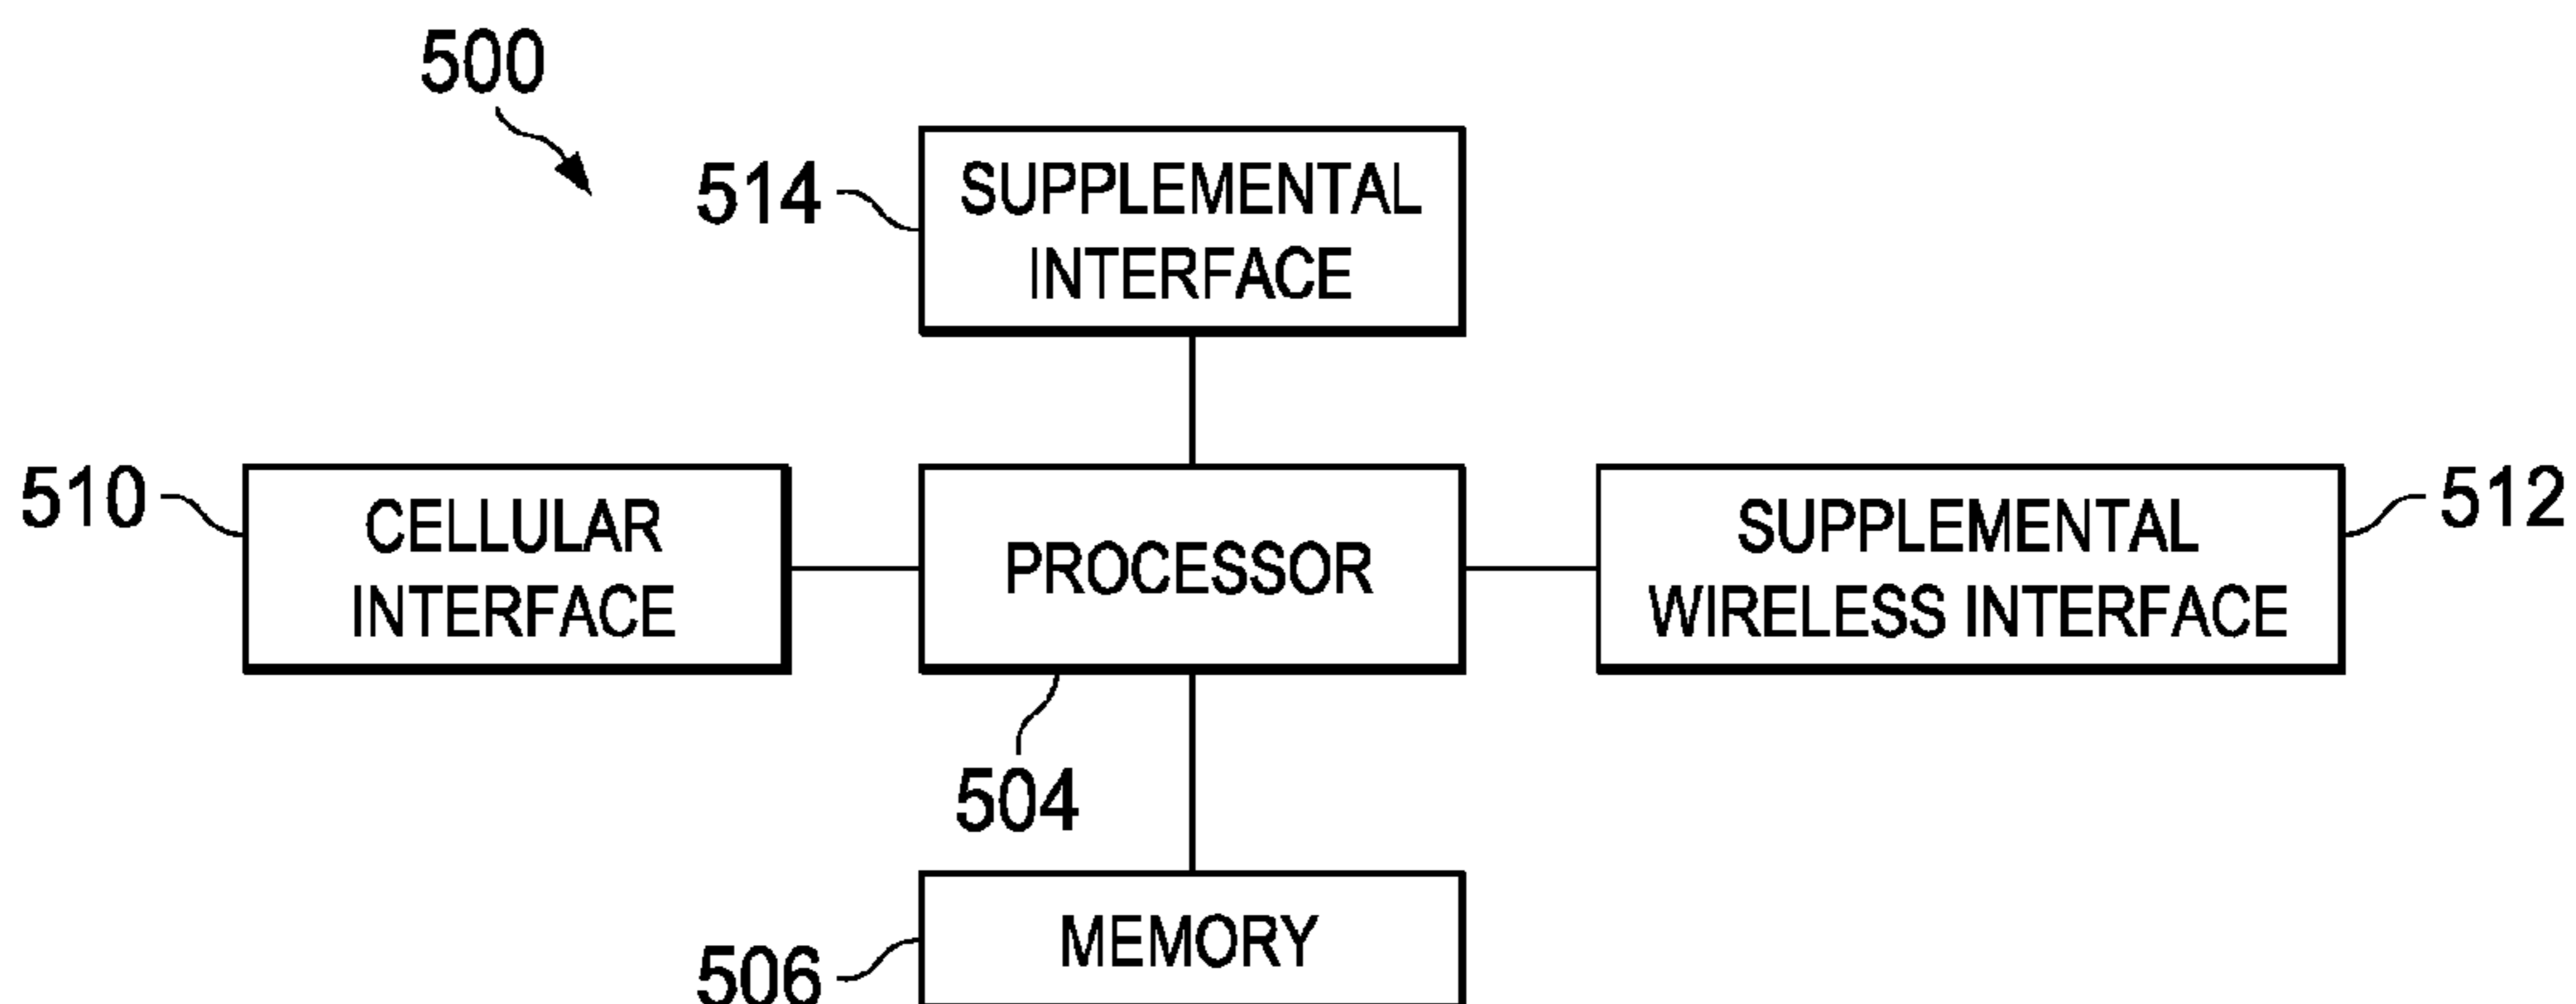 500
514
SUPPLEMENTAL
INTERFACE
510
CELLULAR
INTERFACE
PROCESSOR
SUPPLEMENTAL
WIRELESS INTERFACE
512
504
MEMORY
506